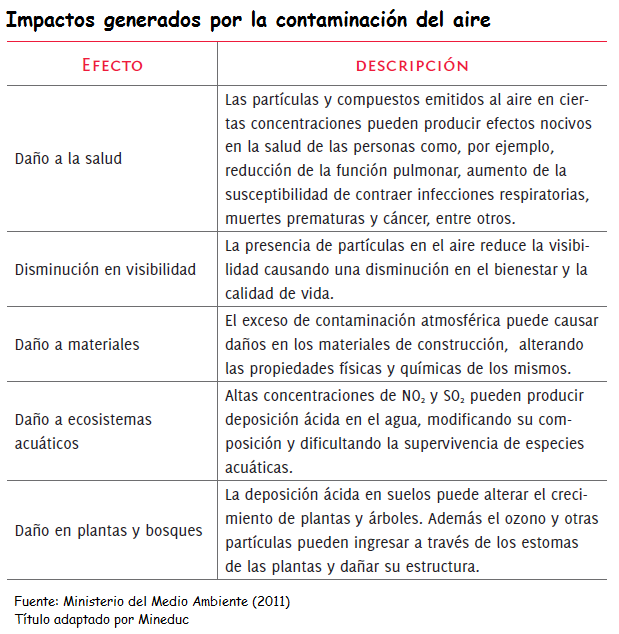 Impactos generados por la contaminación del aire
Efecto
descripción
Daño a la salud
Las partículas y compuestos emitidos al aire en cier-
tas concentraciones pueden producir efectos nocivos
en la salud de las personas como, por ejemplo,
reducción de la función pulmonar, aumento de la
susceptibilidad de contraer infecciones respiratorias,
muertes prematuras y cáncer, entre otros.
Disminución en visibilidad
La presencia de partículas en el aire reduce la visibi-
lidad causando una disminución en el bienestar y la
calidad de vida.
Daño a materiales
El exceso de contaminación atmosférica puede causar
daños en los materiales de construcción, alterando
las propiedades físicas y químicas de los mismos.
Daño a ecosistemas
acuáticos
Altas concentraciones de NO₂ y SO₂ pueden producir
deposición ácida en el agua, modificando su com-
posición y dificultando la supervivencia de especies
acuáticas.
Daño en plantas y bosques
La deposición ácida en suelos puede alterar el creci-
miento de plantas y árboles. Además el ozono y otras
partículas pueden ingresar a través de los estomas
de las plantas y dañar su estructura.
Fuente: Ministerio del Medio Ambiente (2011)
Título adaptado por Mineduc